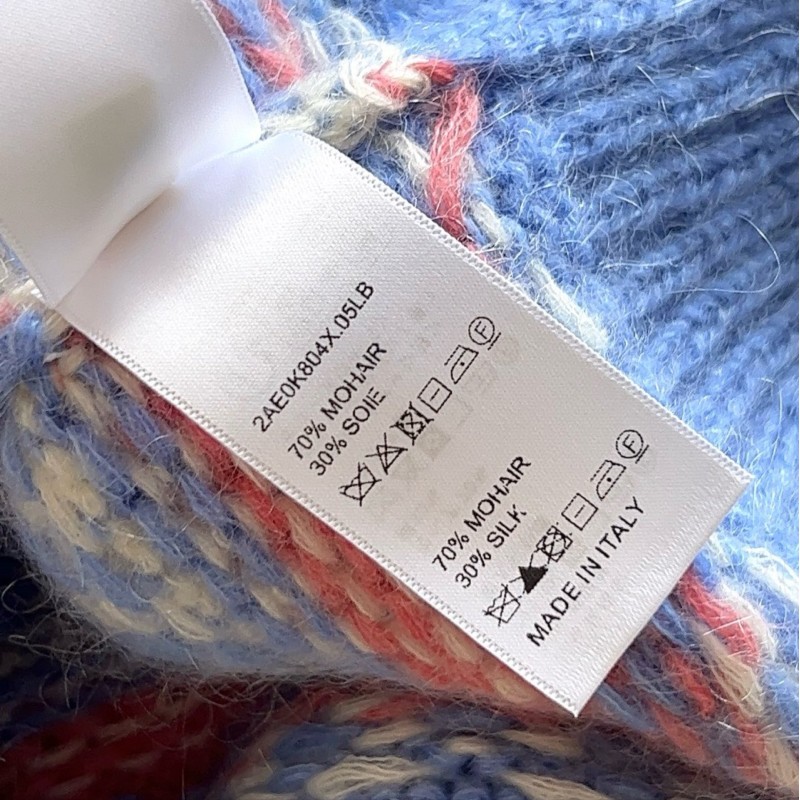 2AE0K804X.05LB
70% MOHAIR
30% SOIE
F
70% MOHAIR
30% SILK
F
MADE IN ITALY